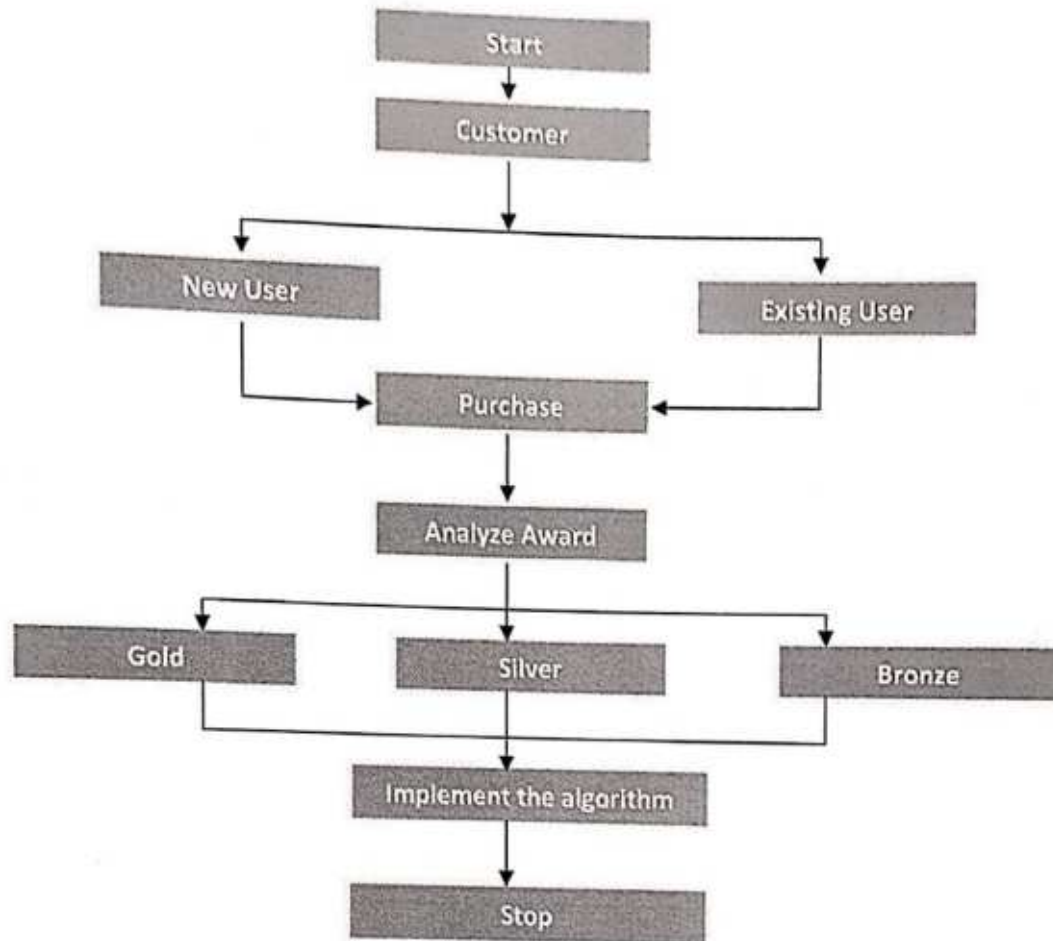 Start
Customer
New User
Existing User
Purchase
Analyze Award
Gold
Silver
Bronze
Implement the algorithm
Stop